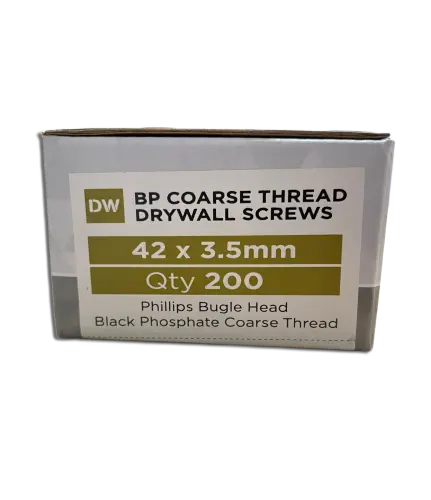 DW
BP COARSE THREAD
DRYWALL SCREWS
42 x 3.5mm
Qty 200
Phillips Bugle Head
Black Phosphate Coarse Thread